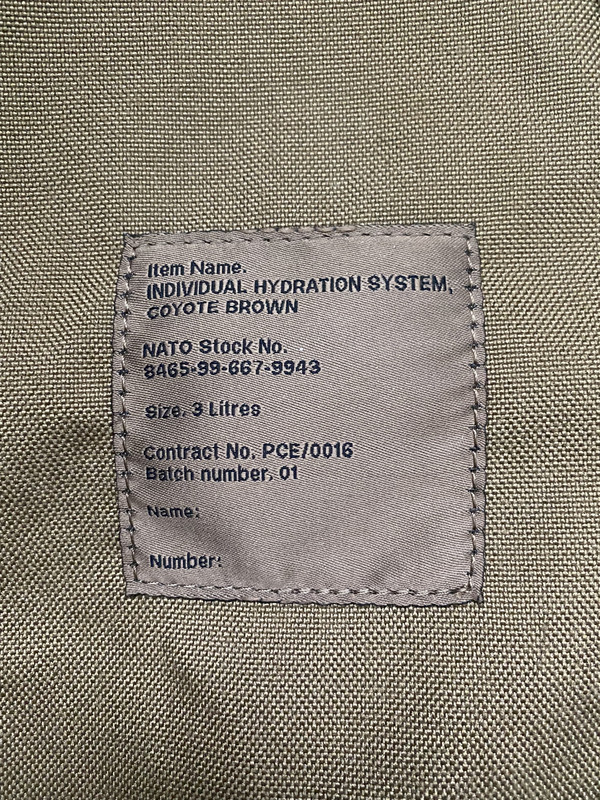 Item Name.
INDIVIDUAL HYDRATION SYSTEM,
COYOTE BROWN
NATO Stock No.
8465-99-667-9943
Size. 3 Litres
Contract No. PCE/0016
Batch number. 01
Name:
Number: